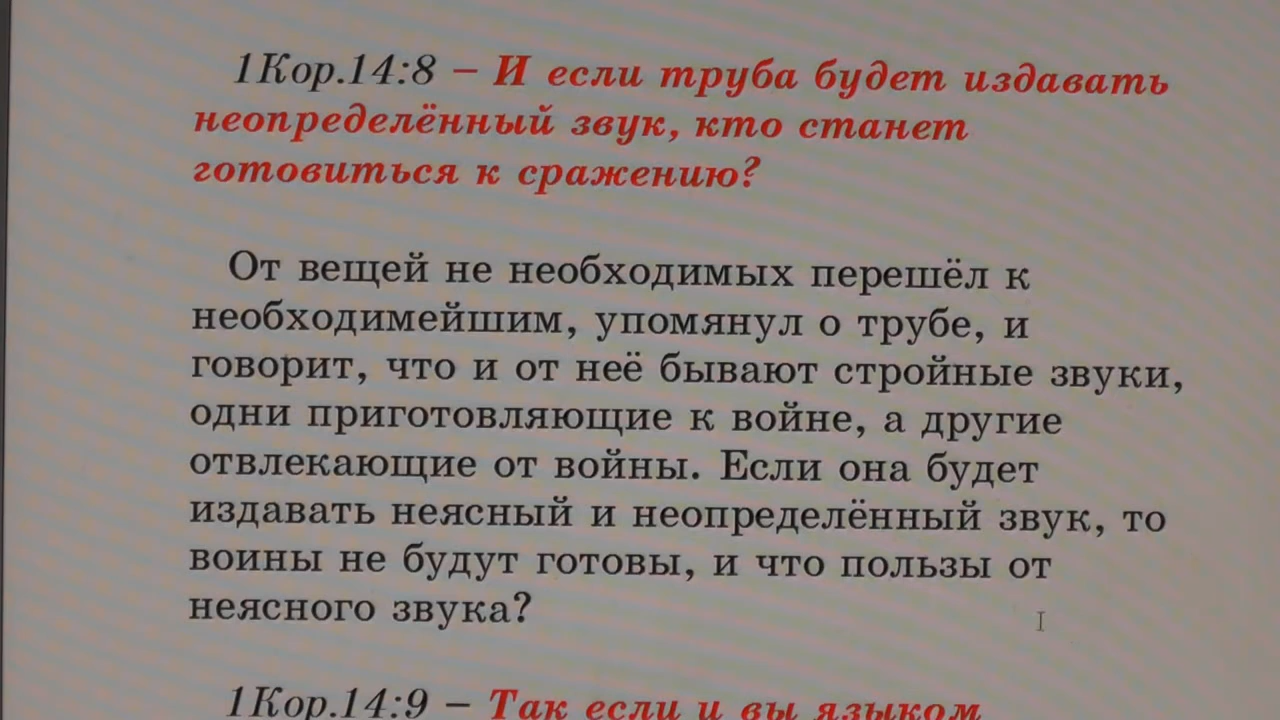 1Кор.14:8 – И если труба будет издавать
неопределённый звук, кто станет
готовиться к сражению?
От вещей не необходимых перешёл к
необходимейшим, упомянул о трубе, и
говорит, что и от неё бывают стройные звуки,
одни приготовляющие к войне, а другие
отвлекающие от войны. Если она будет
издавать неясный и неопределённый звук, то
воины не будут готовы, и что пользы от
неясного звука?
1Кор.14:9 – Так если и вы языком